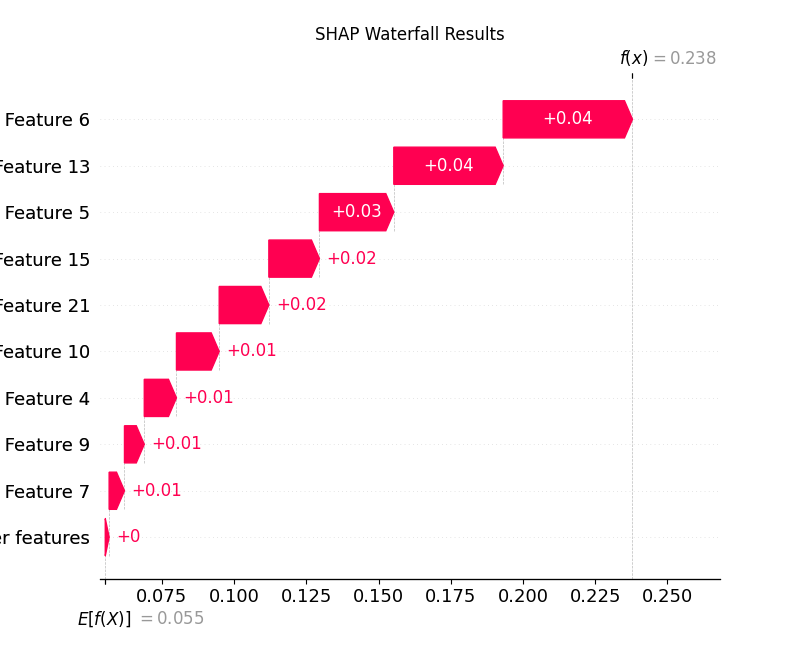 SHAP Waterfall Results
f(x) = 0.238
Feature 6 +0.04
Feature 13 +0.04
Feature 5 +0.03
Feature 15 +0.02
Feature 21 +0.02
Feature 10 +0.01
Feature 4 +0.01
Feature 9 +0.01
Feature 7 +0.01
features +0
0.075 0.100 0.125 0.150 0.175 0.200 0.225 0.250
E[f(X)] = 0.055